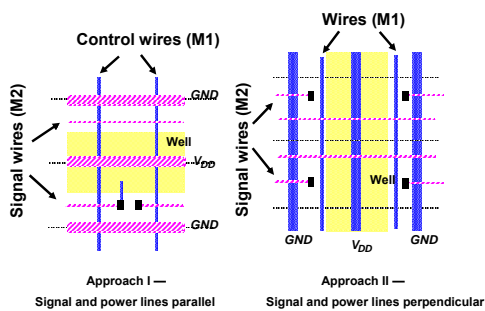 Control wires (M1)
GND
Signal wires (M2)
Well
VDD
GND
Approach I —
Signal and power lines parallel
Wires (M1)
Signal wires (M2)
Well
GND
VDD
GND
Approach II —
Signal and power lines perpendicular